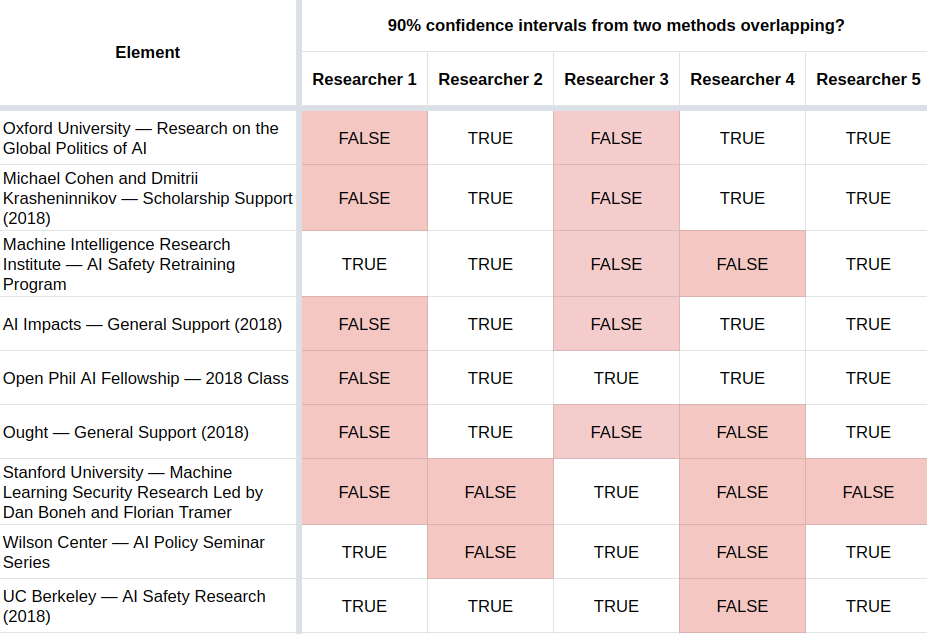 90% confidence intervals from two methods overlapping?
Element
Researcher 1 Researcher 2 Researcher 3 Researcher 4 Researcher 5
Oxford University — Research on the
Global Politics of AI
FALSE TRUE FALSE TRUE TRUE
Michael Cohen and Dmitrii
Krasheninnikov — Scholarship Support
(2018)
FALSE TRUE FALSE TRUE TRUE
Machine Intelligence Research
Institute — AI Safety Retraining
Program
TRUE TRUE FALSE FALSE TRUE
AI Impacts — General Support (2018)
FALSE TRUE FALSE TRUE TRUE
Open Phil AI Fellowship — 2018 Class
FALSE TRUE TRUE TRUE TRUE
Ought — General Support (2018)
FALSE TRUE FALSE FALSE TRUE
Stanford University — Machine
Learning Security Research Led by
Dan Boneh and Florian Tramer
FALSE FALSE TRUE FALSE FALSE
Wilson Center — AI Policy Seminar
Series
TRUE FALSE TRUE FALSE TRUE
UC Berkeley — AI Safety Research
(2018)
TRUE TRUE TRUE FALSE TRUE